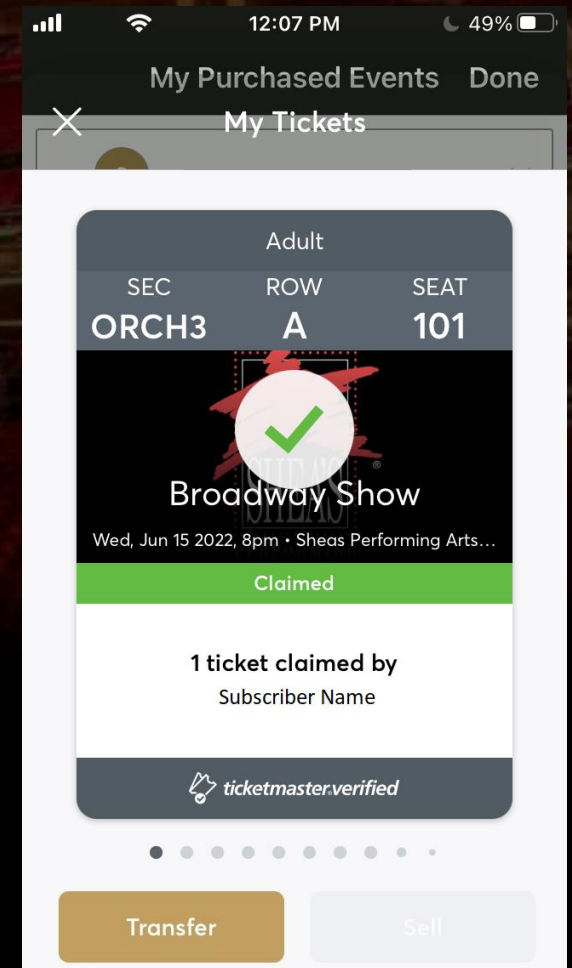 12:07 PM
49%
My Purchased Events Done
My Tickets
Adult
SEC ROW SEAT
ORCH3 A 101
SHEA'S
®
Broadway Show
Wed, Jun 15 2022, 8pm • Sheas Performing Arts...
Claimed
1 ticket claimed by
Subscriber Name
ticketmaster.verified
Transfer Sell